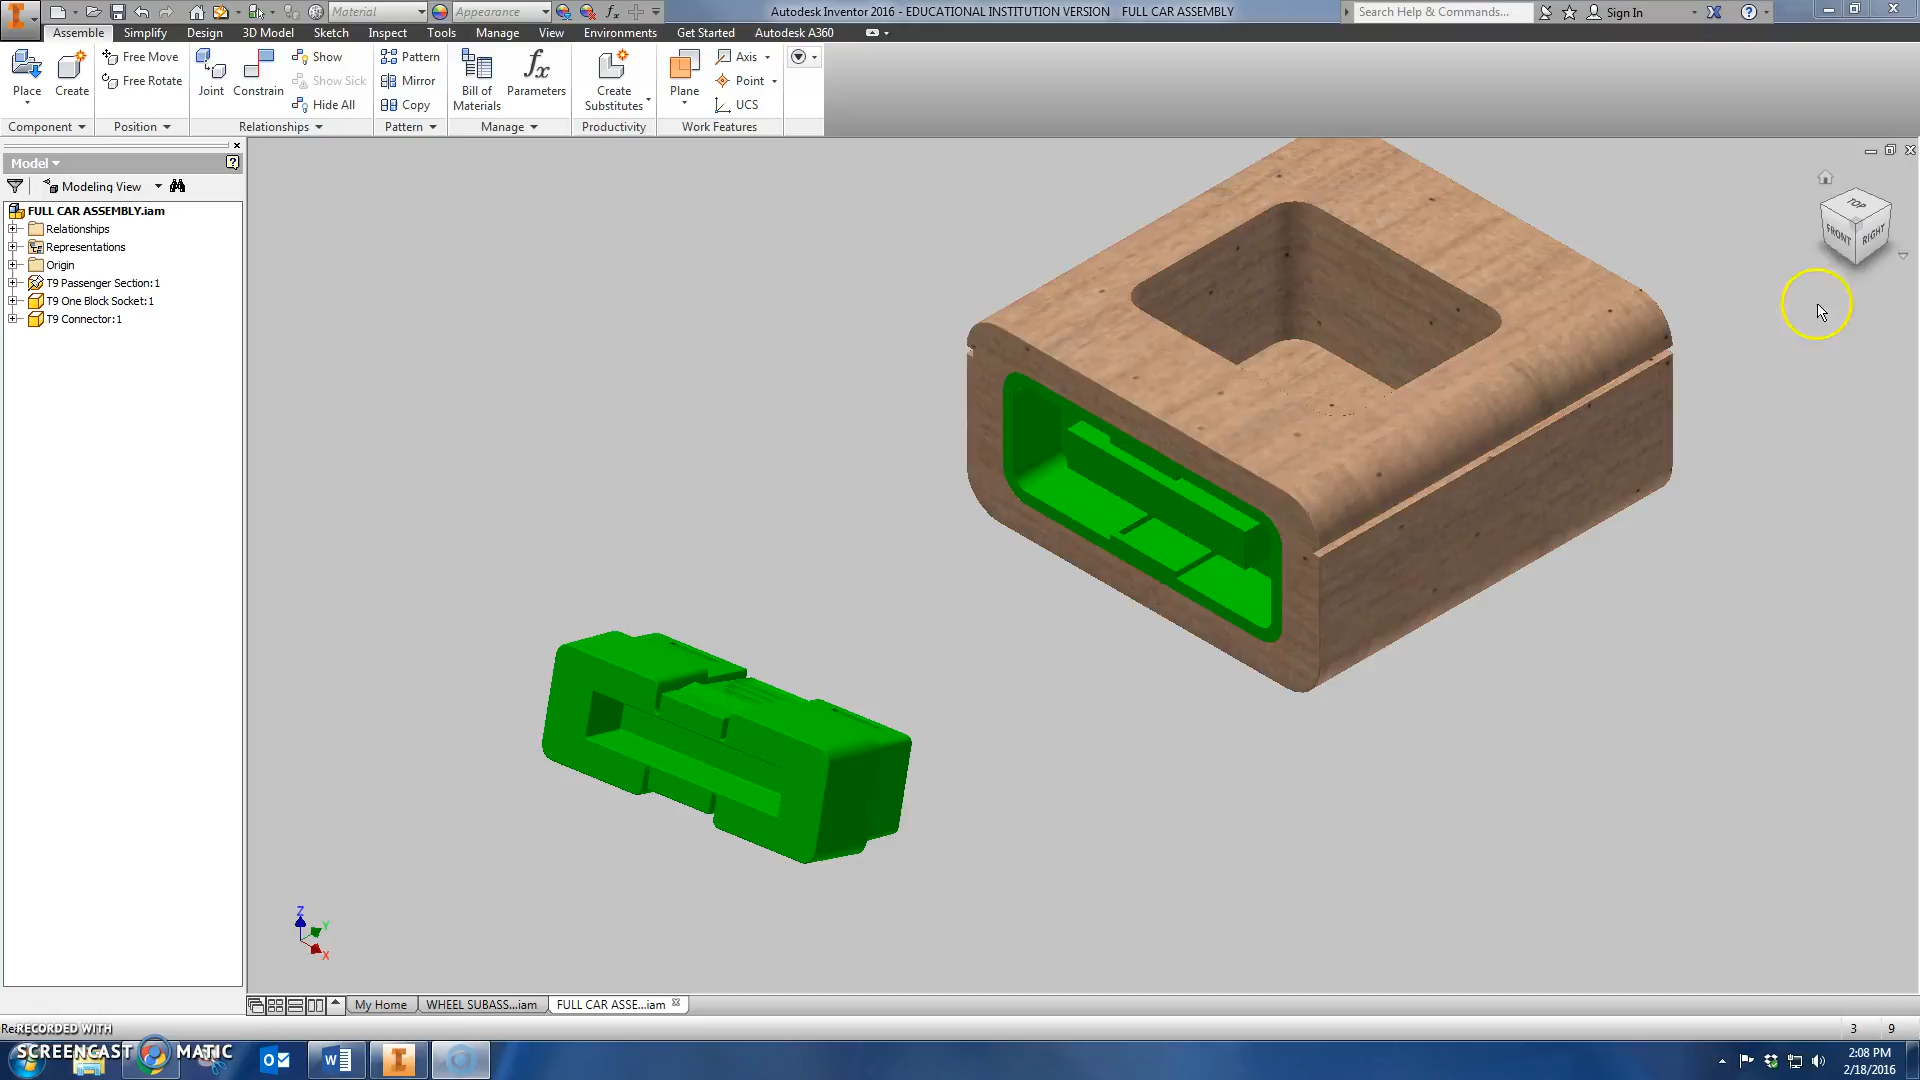 Material
Appearance
Autodesk Inventor 2016 - EDUCATIONAL INSTITUTION VERSION FULL CAR ASSEMBLY
Search Help & Commands...
Sign In
Assemble Simplify Design 3D Model Sketch Inspect Tools Manage View Environments Get Started Autodesk A360
Place
Create
Free Move
Free Rotate
Joint
Constrain
Show
Show Sick
Hide All
Pattern
Mirror
Copy
Bill of
Materials
Parameters
Create
Substitutes
Plane
Axis
Point
UCS
Component Position Relationships Pattern Manage Productivity Work Features
Model
Modeling View
FULL CAR ASSEMBLY.iam
Relationships
Representations
Origin
T9 Passenger Section:1
T9 One Block Socket:1
T9 Connector:1
TOP
FRONT
RIGHT
Z
Y
X
My Home
WHEEL SUBASS...iam
FULL CAR ASSE...iam
3 9
RECORDED WITH
SCREENCAST MATIC
2:08 PM
2/18/2016